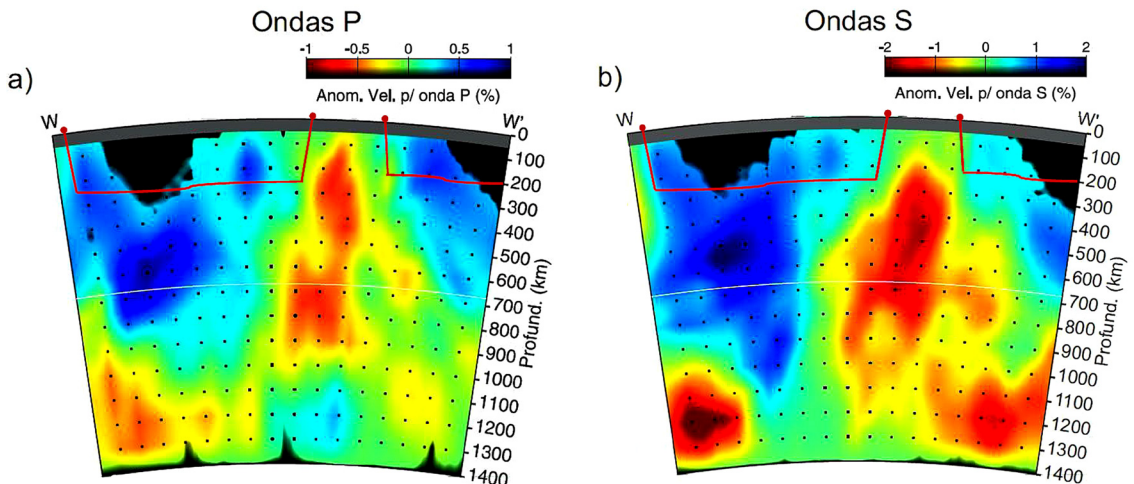 Ondas P
-1 -0.5 0 0.5 1
Anom. Vel. p/ onda P (%)
a)
W W'
0
100
200
300
400
500
600
700
800
900
1000
1100
1200
1300
1400
Profund. (km)
Ondas S
-2 -1 0 1 2
Anom. Vel. p/ onda S (%)
b)
W W'
0
100
200
300
400
500
600
700
800
900
1000
1100
1200
1300
1400
Profund. (km)